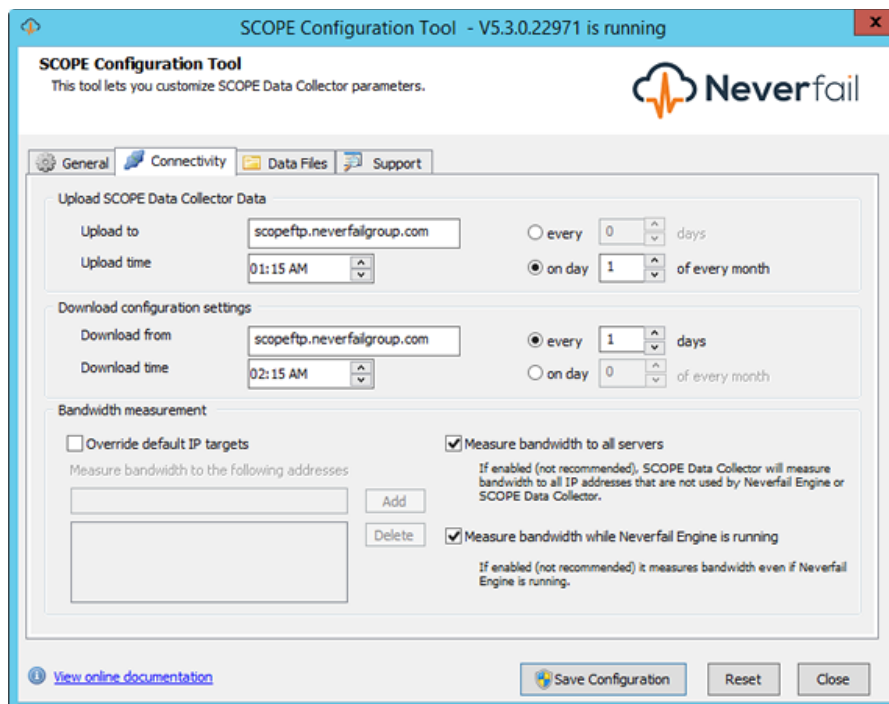 SCOPE Configuration Tool - V5.3.0.22971 is running
x
SCOPE Configuration Tool
This tool lets you customize SCOPE Data Collector parameters.
Neverfail
General
Connectivity
Data Files
Support
Upload SCOPE Data Collector Data
Upload to
scopeftp.neverfailgroup.com
every
0
days
Upload time
01:15 AM
on day
1
of every month
Download configuration settings
Download from
scopeftp.neverfailgroup.com
every
1
days
Download time
02:15 AM
on day
0
of every month
Bandwidth measurement
Override default IP targets
Measure bandwidth to the following addresses
Add
Delete
Measure bandwidth to all servers
If enabled (not recommended), SCOPE Data Collector will measure
bandwidth to all IP addresses that are not used by Neverfail Engine or
SCOPE Data Collector.
Measure bandwidth while Neverfail Engine is running
If enabled (not recommended) it measures bandwidth even if Neverfail
Engine is running.
View online documentation
Save Configuration
Reset
Close